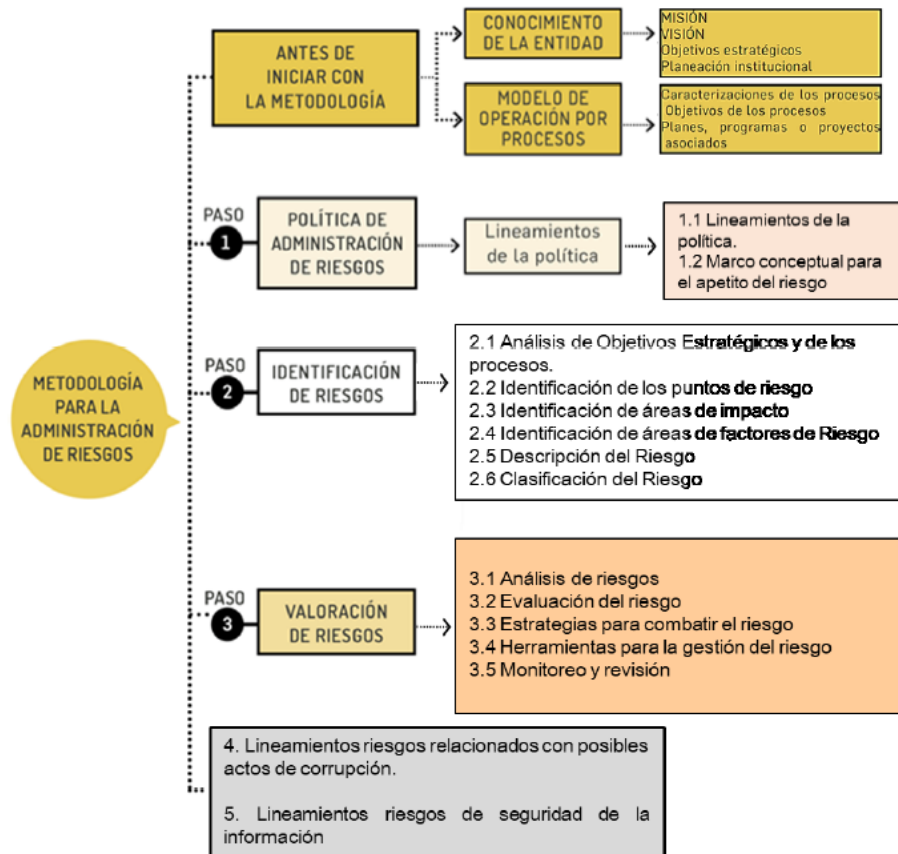 ANTES DE
INICIAR CON
LA METODOLOGÍA
CONOCIMIENTO
DE LA ENTIDAD
MISIÓN
VISIÓN
Objetivos estratégicos
Planeación institucional
MODELO DE
OPERACIÓN POR
PROCESOS
Caracterizaciones de los procesos
Objetivos de los procesos
Planes, programas o proyectos
asociados
PASO
1
POLÍTICA DE
ADMINISTRACIÓN
DE RIESGOS
Lineamientos
de la política
1.1 Lineamientos de la
política.
1.2 Marco conceptual para
el apetito del riesgo
METODOLOGÍA
PARA LA
ADMINISTRACIÓN
DE RIESGOS
PASO
2
IDENTIFICACIÓN
DE RIESGOS
2.1 Análisis de Objetivos Estratégicos y de los
procesos.
2.2 Identificación de los puntos de riesgo
2.3 Identificación de áreas de impacto
2.4 Identificación de áreas de factores de Riesgo
2.5 Descripción del Riesgo
2.6 Clasificación del Riesgo
PASO
3
VALORACIÓN
DE RIESGOS
3.1 Análisis de riesgos
3.2 Evaluación del riesgo
3.3 Estrategias para combatir el riesgo
3.4 Herramientas para la gestión del riesgo
3.5 Monitoreo y revisión
4. Lineamientos riesgos relacionados con posibles
actos de corrupción.
5. Lineamientos riesgos de seguridad de la
información